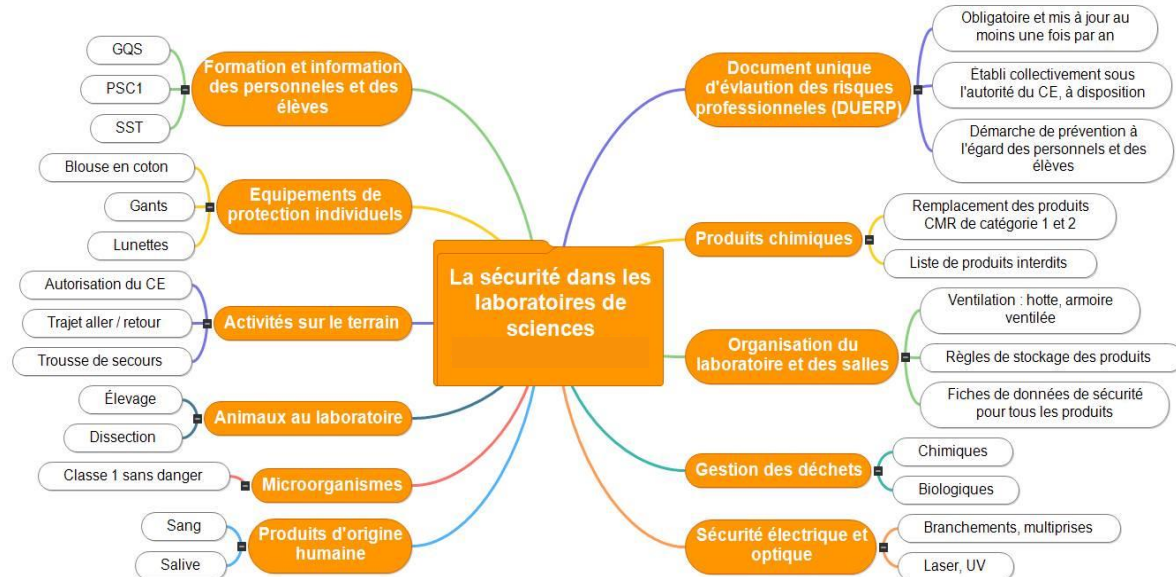 La sécurité dans les
laboratoires de
sciences
Formation et information
des personneles et des
élèves
GQS
PSC1
SST
Equipements de
protection individuels
Blouse en coton
Gants
Lunettes
Activités sur le terrain
Autorisation du CE
Trajet aller / retour
Trousse de secours
Animaux au laboratoire
Élevage
Dissection
Microorganismes
Classe 1 sans danger
Produits d'origine
humaine
Sang
Salive
Document unique
d'évlaution des risques
professionneles (DUERP)
Obligatoire et mis à jour au
moins une fois par an
Établi collectivement sous
l'autorité du CE, à disposition
Démarche de prévention à
l'égard des personnels et des
élèves
Produits chimiques
Remplacement des produits
CMR de catégorie 1 et 2
Liste de produits interdits
Organisation du
laboratoire et des salles
Ventilation : hotte, armoire
ventilée
Règles de stockage des produits
Fiches de données de sécurité
pour tous les produits
Gestion des déchets
Chimiques
Biologiques
Sécurité électrique et
optique
Branchements, multiprises
Laser, UV